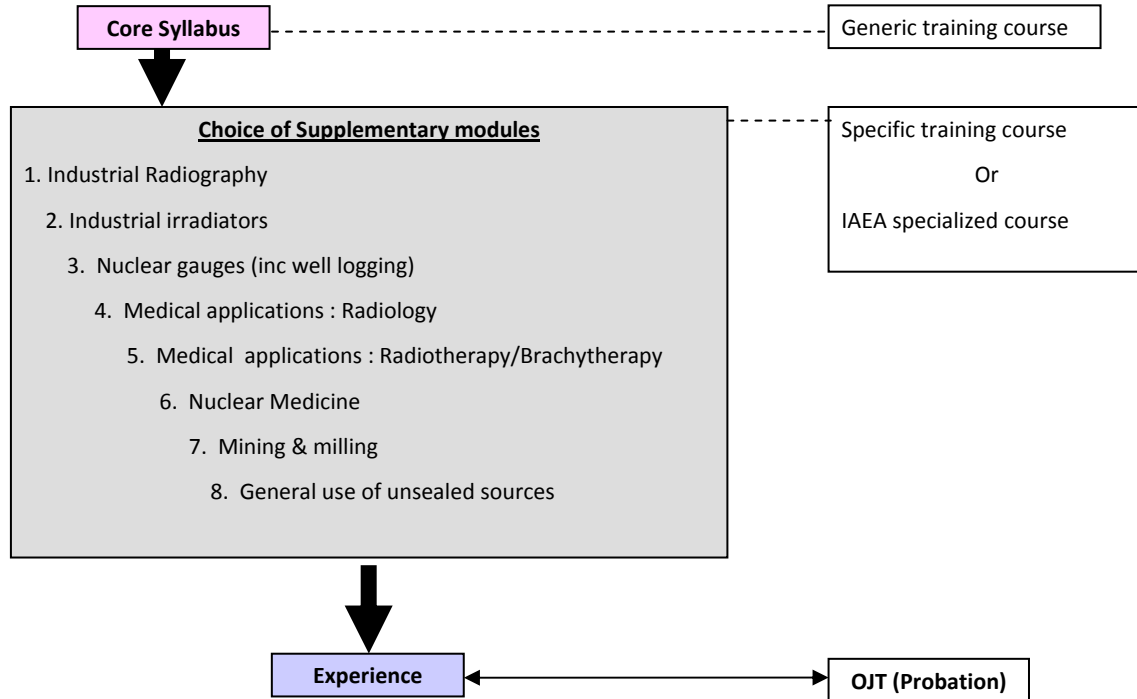 Core Syllabus
Generic training course
Choice of Supplementary modules
1. Industrial Radiography
2. Industrial irradiators
3. Nuclear gauges (inc well logging)
4. Medical applications : Radiology
5. Medical applications : Radiotherapy/Brachytherapy
6. Nuclear Medicine
7. Mining & milling
8. General use of unsealed sources
Specific training course
Or
IAEA specialized course
Experience
OJT (Probation)